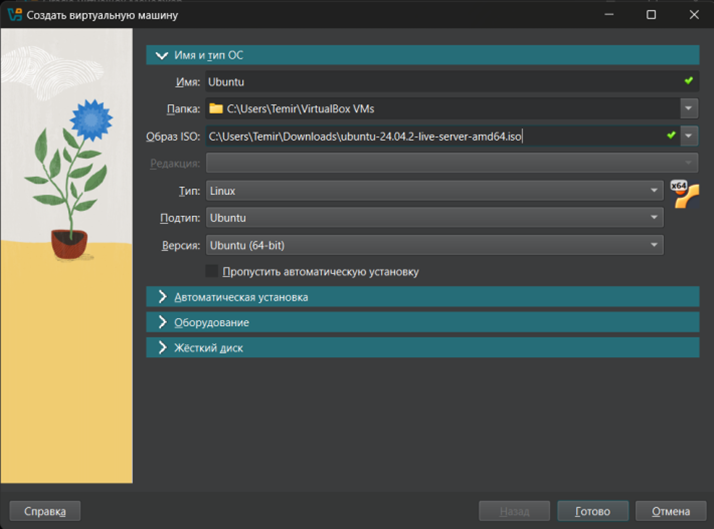 Создать виртуальную машину
Имя и тип ОС
Имя: Ubuntu
Папка: C:\Users\Temir\VirtualBox VMs
Образ ISO: C:\Users\Temir\Downloads\ubuntu-24.04.2-live-server-amd64.iso
Редакция:
Тип: Linux
x64
Подтип: Ubuntu
Версия: Ubuntu (64-bit)
Пропустить автоматическую установку
Автоматическая установка
Оборудование
Жёсткий диск
Справка Назад Готово Отмена